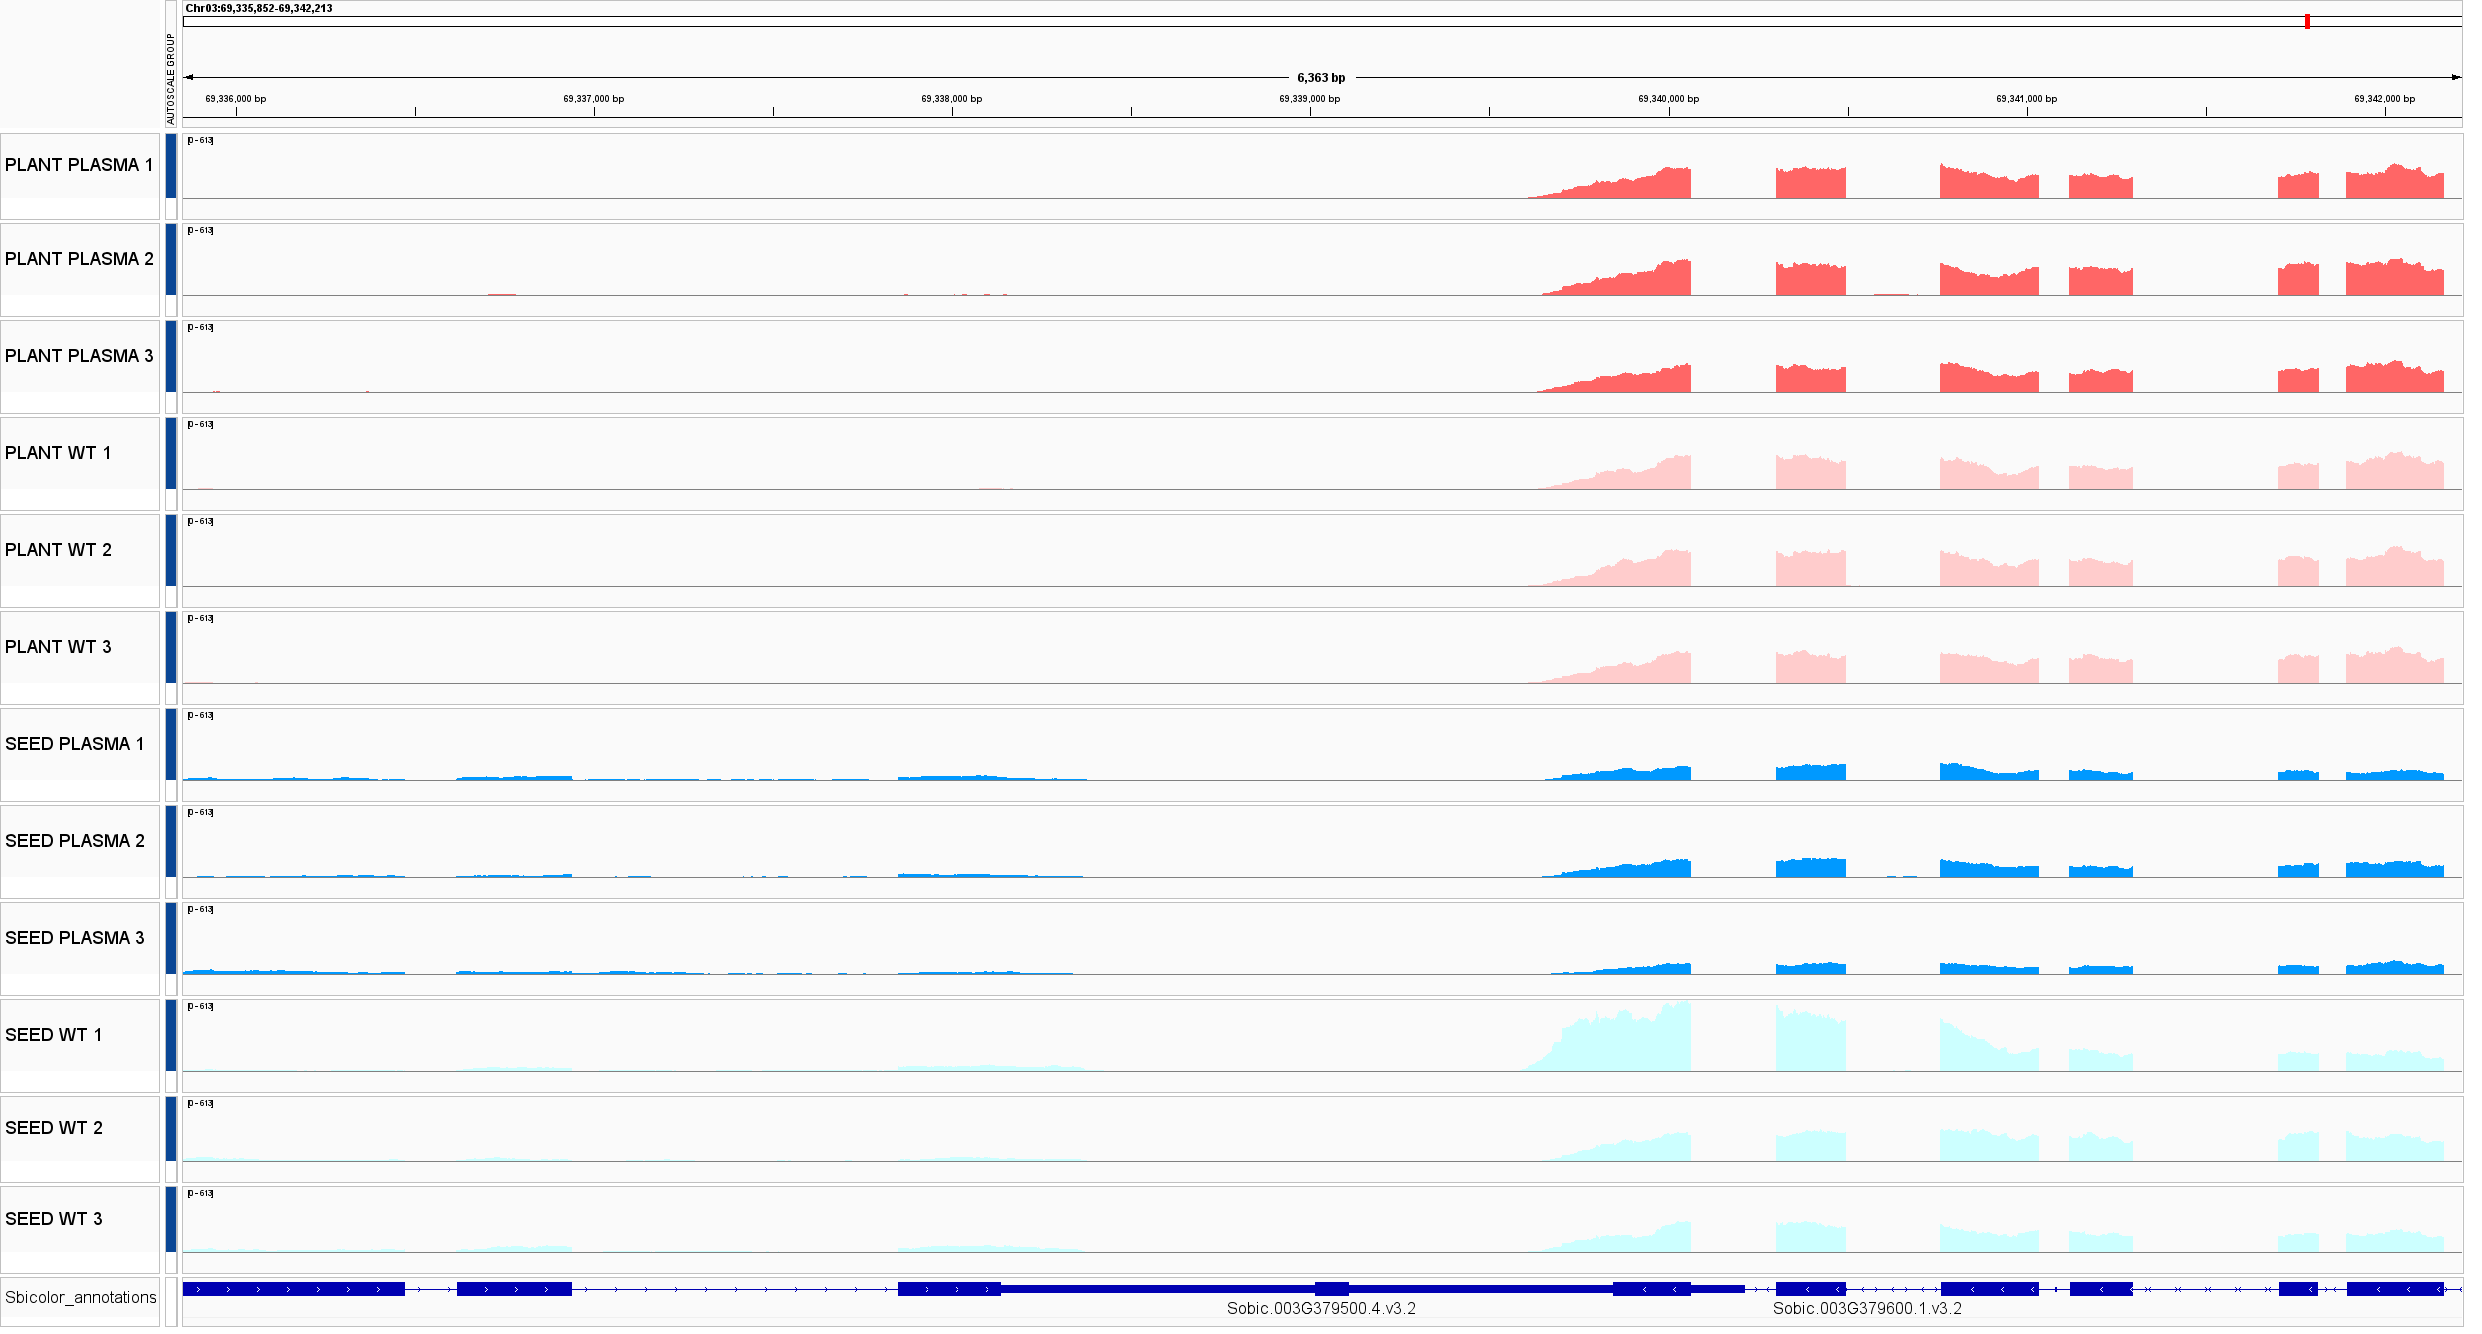 Chr03:69,335,852-69,342,213
AUTOSCALE GROUP
6,363 bp
69,336,000 bp 69,337,000 bp 69,338,000 bp 69,339,000 bp 69,340,000 bp 69,341,000 bp 69,342,000 bp
[0-613]
PLANT PLASMA 1
[0-613]
PLANT PLASMA 2
[0-613]
PLANT PLASMA 3
[0-613]
PLANT WT 1
[0-613]
PLANT WT 2
[0-613]
PLANT WT 3
[0-613]
SEED PLASMA 1
[0-613]
SEED PLASMA 2
[0-613]
SEED PLASMA 3
[0-613]
SEED WT 1
[0-613]
SEED WT 2
[0-613]
SEED WT 3
Sbicolor_annotations
Sobic.003G379500.4.v3.2 Sobic.003G379600.1.v3.2